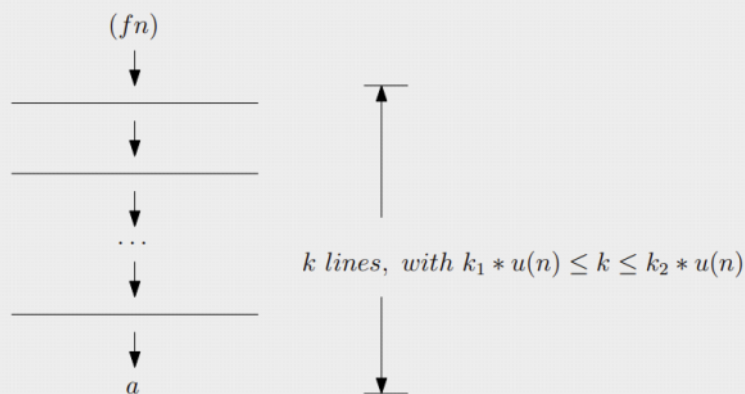 (fn)
...
k lines, with k₁ * u(n) ≤ k ≤ k₂ * u(n)
a